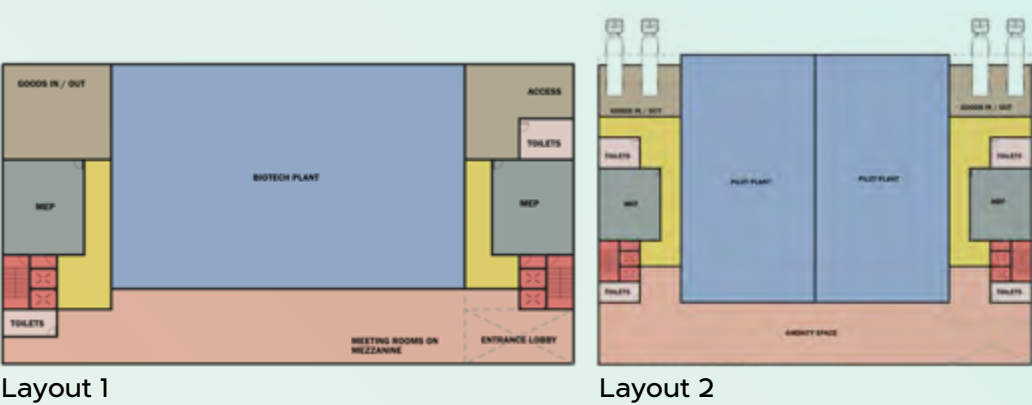 GOODS IN / OUT
ACCESS
TOILETS
BIOTECH PLANT
MEP
MEP
TOILETS
MEETING ROOMS ON
MEZZANINE
ENTRANCE LOBBY
Layout 1
GOODS IN / OUT
GOODS IN / OUT
TOILETS
TOILETS
PILOT PLANT
PILOT PLANT
MEP
MEP
TOILETS
TOILETS
AMENITY SPACE
Layout 2